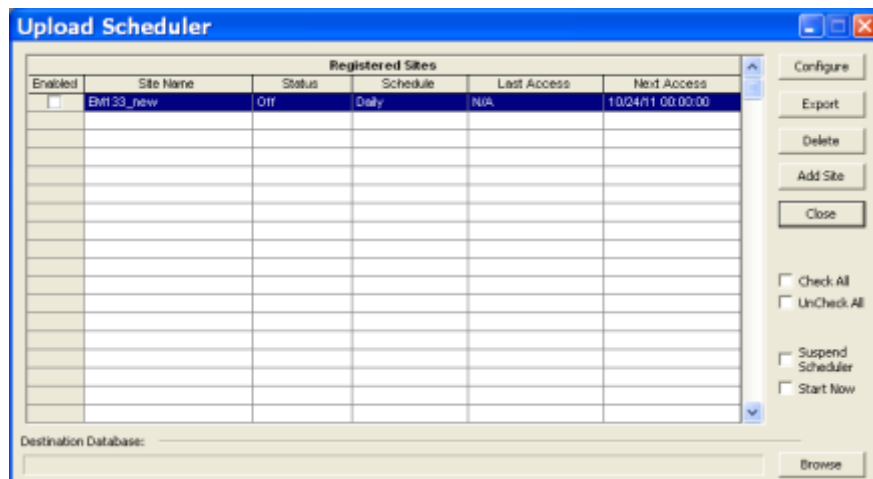 Upload Scheduler
Registered Sites
Enabled Site Name Status Schedule Last Access Next Access
EM133_new Off Daily N/A 10/24/11 00:00:00
Configure
Export
Delete
Add Site
Close
Check All
UnCheck All
Suspend
Scheduler
Start Now
Destination Database:
Browse